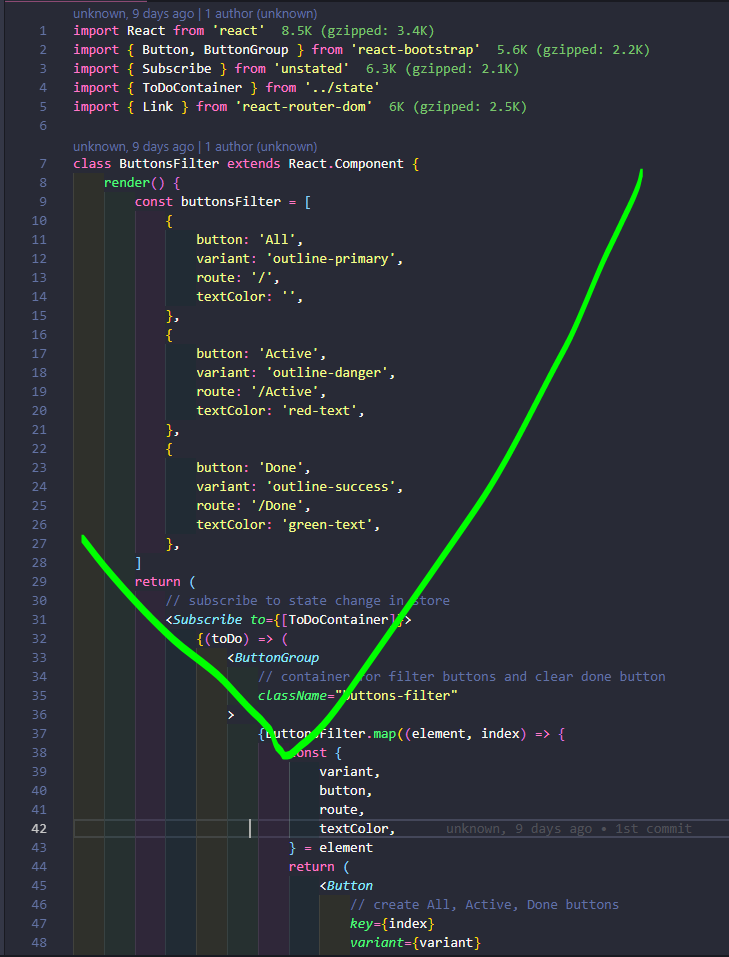 unknown, 9 days ago | 1 author (unknown)
1 import React from 'react' 8.5K (gzipped: 3.4K)
2 import { Button, ButtonGroup } from 'react-bootstrap' 5.6K (gzipped: 2.2K)
3 import { Subscribe } from 'unstated' 6.3K (gzipped: 2.1K)
4 import { ToDoContainer } from '../state'
5 import { Link } from 'react-router-dom' 6K (gzipped: 2.5K)
6
unknown, 9 days ago | 1 author (unknown)
7 class ButtonsFilter extends React.Component {
8 render() {
9 const buttonsFilter = [
10 {
11 button: 'All',
12 variant: 'outline-primary',
13 route: '/',
14 textColor: '',
15 },
16 {
17 button: 'Active',
18 variant: 'outline-danger',
19 route: '/Active',
20 textColor: 'red-text',
21 },
22 {
23 button: 'Done',
24 variant: 'outline-success',
25 route: '/Done',
26 textColor: 'green-text',
27 },
28 ]
29 return (
30 // subscribe to state change in store
31 <Subscribe to={[ToDoContainer]}>
32 {(toDo) => (
33 <ButtonGroup
34 // container for filter buttons and clear done button
35 className="buttons-filter"
36 >
37 {buttonsFilter.map((element, index) => {
38 const {
39 variant,
40 button,
41 route,
42 textColor, unknown, 9 days ago • 1st commit
43 } = element
44 return (
45 <Button
46 // create All, Active, Done buttons
47 key={index}
48 variant={variant}